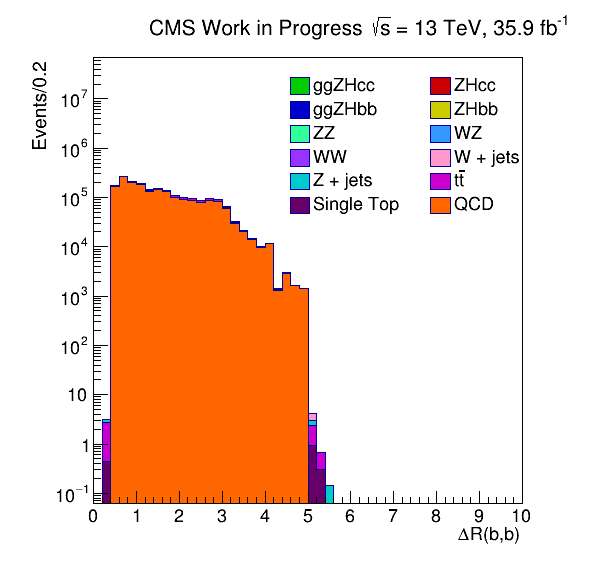 CMS Work in Progress √s = 13 TeV, 35.9 fb⁻¹
Events/0.2
ggZHcc ZHcc
ggZHbb ZHbb
ZZ WZ
WW W + jets
Z + jets tt̄
Single Top QCD
10⁷
10⁶
10⁵
10⁴
10³
10²
10
1
10⁻¹
0 1 2 3 4 5 6 7 8 9 10
ΔR(b,b)